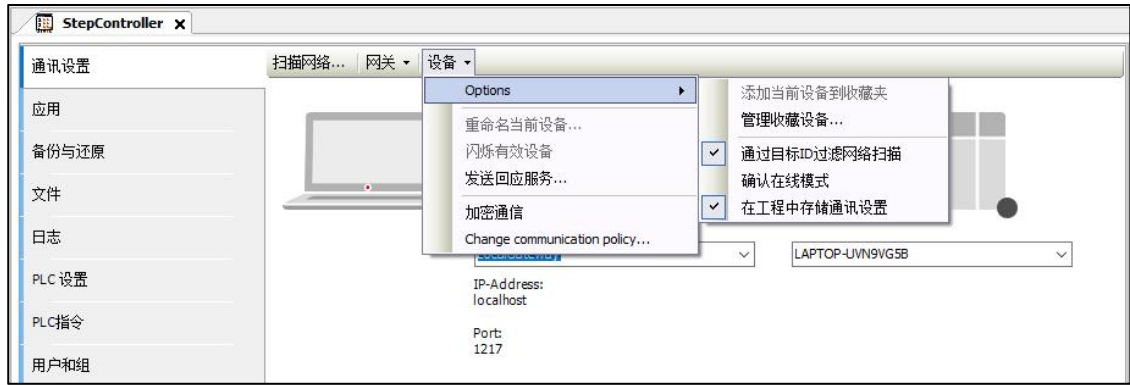 StepController
通讯设置
扫描网络... 网关 设备
应用
备份与还原
文件
日志
PLC 设置
PLC指令
用户和组
Options
重命名当前设备...
闪烁有效设备
发送回应服务...
加密通信
Change communication policy...
添加当前设备到收藏夹
管理收藏设备...
通过目标ID过滤网络扫描
确认在线模式
在工程中存储通讯设置
LAPTOP-UVN9VG5B
IP-Address:
localhost
Port:
1217